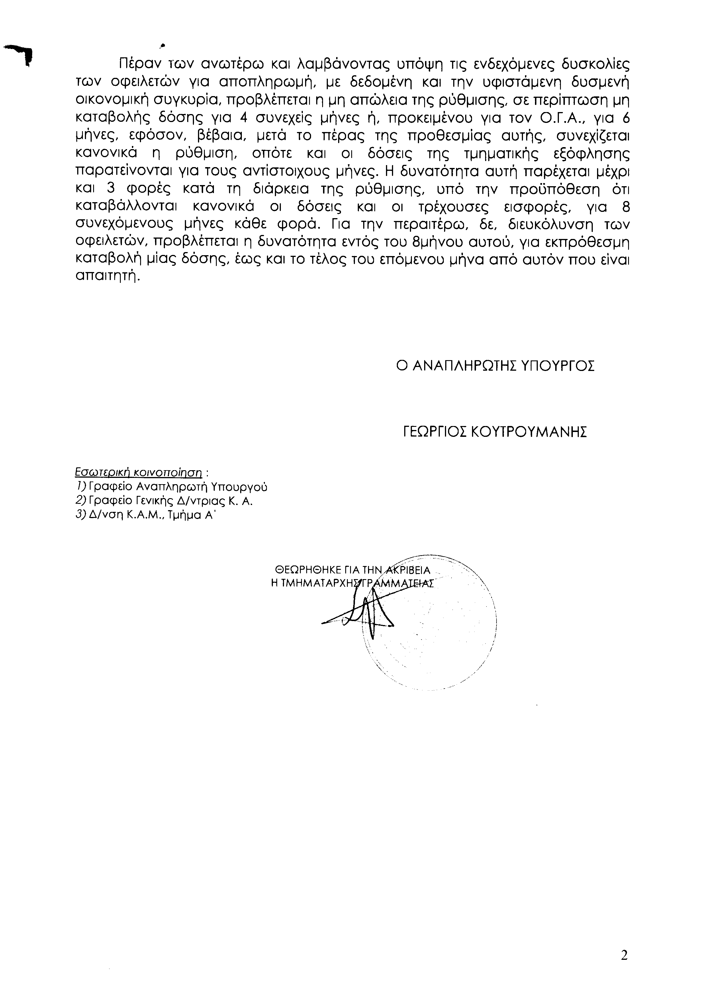 Πέραν των ανωτέρω και λαμβάνοντας υπόψη τις ενδεχόμενες δυσκολίες
των οφειλετών για αποπληρωμή, με δεδομένη και την υφιστάμενη δυσμενή
οικονομική συγκυρία, προβλέπεται η μη απώλεια της ρύθμισης, σε περίπτωση μη
καταβολής δόσης για 4 συνεχείς μήνες ή, προκειμένου για τον Ο.Γ.Α., για 6
μήνες, εφόσον, βέβαια, μετά το πέρας της προθεσμίας αυτής, συνεχίζεται
κανονικά η ρύθμιση, οπότε και οι δόσεις της τμηματικής εξόφλησης
παρατείνονται για τους αντίστοιχους μήνες. Η δυνατότητα αυτή παρέχεται μέχρι
και 3 φορές κατά τη διάρκεια της ρύθμισης, υπό την προϋπόθεση ότι
καταβάλλονται κανονικά οι δόσεις και οι τρέχουσες εισφορές, για 8
συνεχόμενους μήνες κάθε φορά. Για την περαιτέρω, δε, διευκόλυνση των
οφειλετών, προβλέπεται η δυνατότητα εντός του 8μήνου αυτού, για εκπρόθεσμη
καταβολή μίας δόσης, έως και το τέλος του επόμενου μήνα από αυτόν που είναι
απαιτητή.
Ο ΑΝΑΠΛΗΡΩΤΗΣ ΥΠΟΥΡΓΟΣ
ΓΕΩΡΓΙΟΣ ΚΟΥΤΡΟΥΜΑΝΗΣ
Εσωτερική κοινοποίηση :
1) Γραφείο Αναπληρωτή Υπουργού
2) Γραφείο Γενικής Δ/ντριας Κ. Α.
3) Δ/νση Κ.Α.Μ., Τμήμα Α'
ΘΕΩΡΗΘΗΚΕ ΓΙΑ ΤΗΝ ΑΚΡΙΒΕΙΑ
Η ΤΜΗΜΑΤΑΡΧΗΣ ΓΡΑΜΜΑΤΕΙΑΣ
2